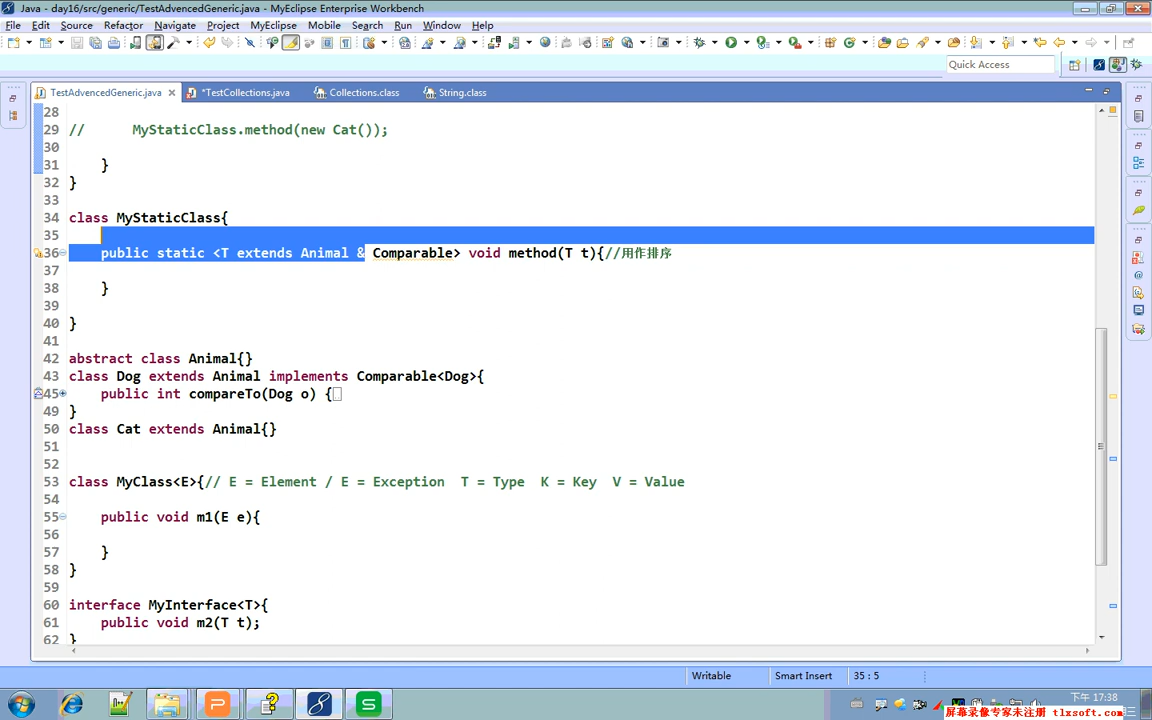 Java - day16/src/generic/TestAdvencedGeneric.java - MyEclipse Enterprise Workbench
File Edit Source Refactor Navigate Project MyEclipse Mobile Search Run Window Help
Quick Access
TestAdvencedGeneric.java *TestCollections.java Collections.class String.class
28
29 // MyStaticClass.method(new Cat());
30
31 }
32 }
33
34 class MyStaticClass{
35
36 public static <T extends Animal & Comparable> void method(T t){//用作排序
37
38 }
39
40 }
41
42 abstract class Animal{}
43 class Dog extends Animal implements Comparable<Dog>{
45 public int compareTo(Dog o) {
49 }
50 class Cat extends Animal{}
51
52
53 class MyClass<E>{// E = Element / E = Exception T = Type K = Key V = Value
54
55 public void m1(E e){
56
57 }
58 }
59
60 interface MyInterface<T>{
61 public void m2(T t);
62 }
Writable Smart Insert 35 : 5
下午 17:38
屏幕录像专家未注册 tlxsoft.com